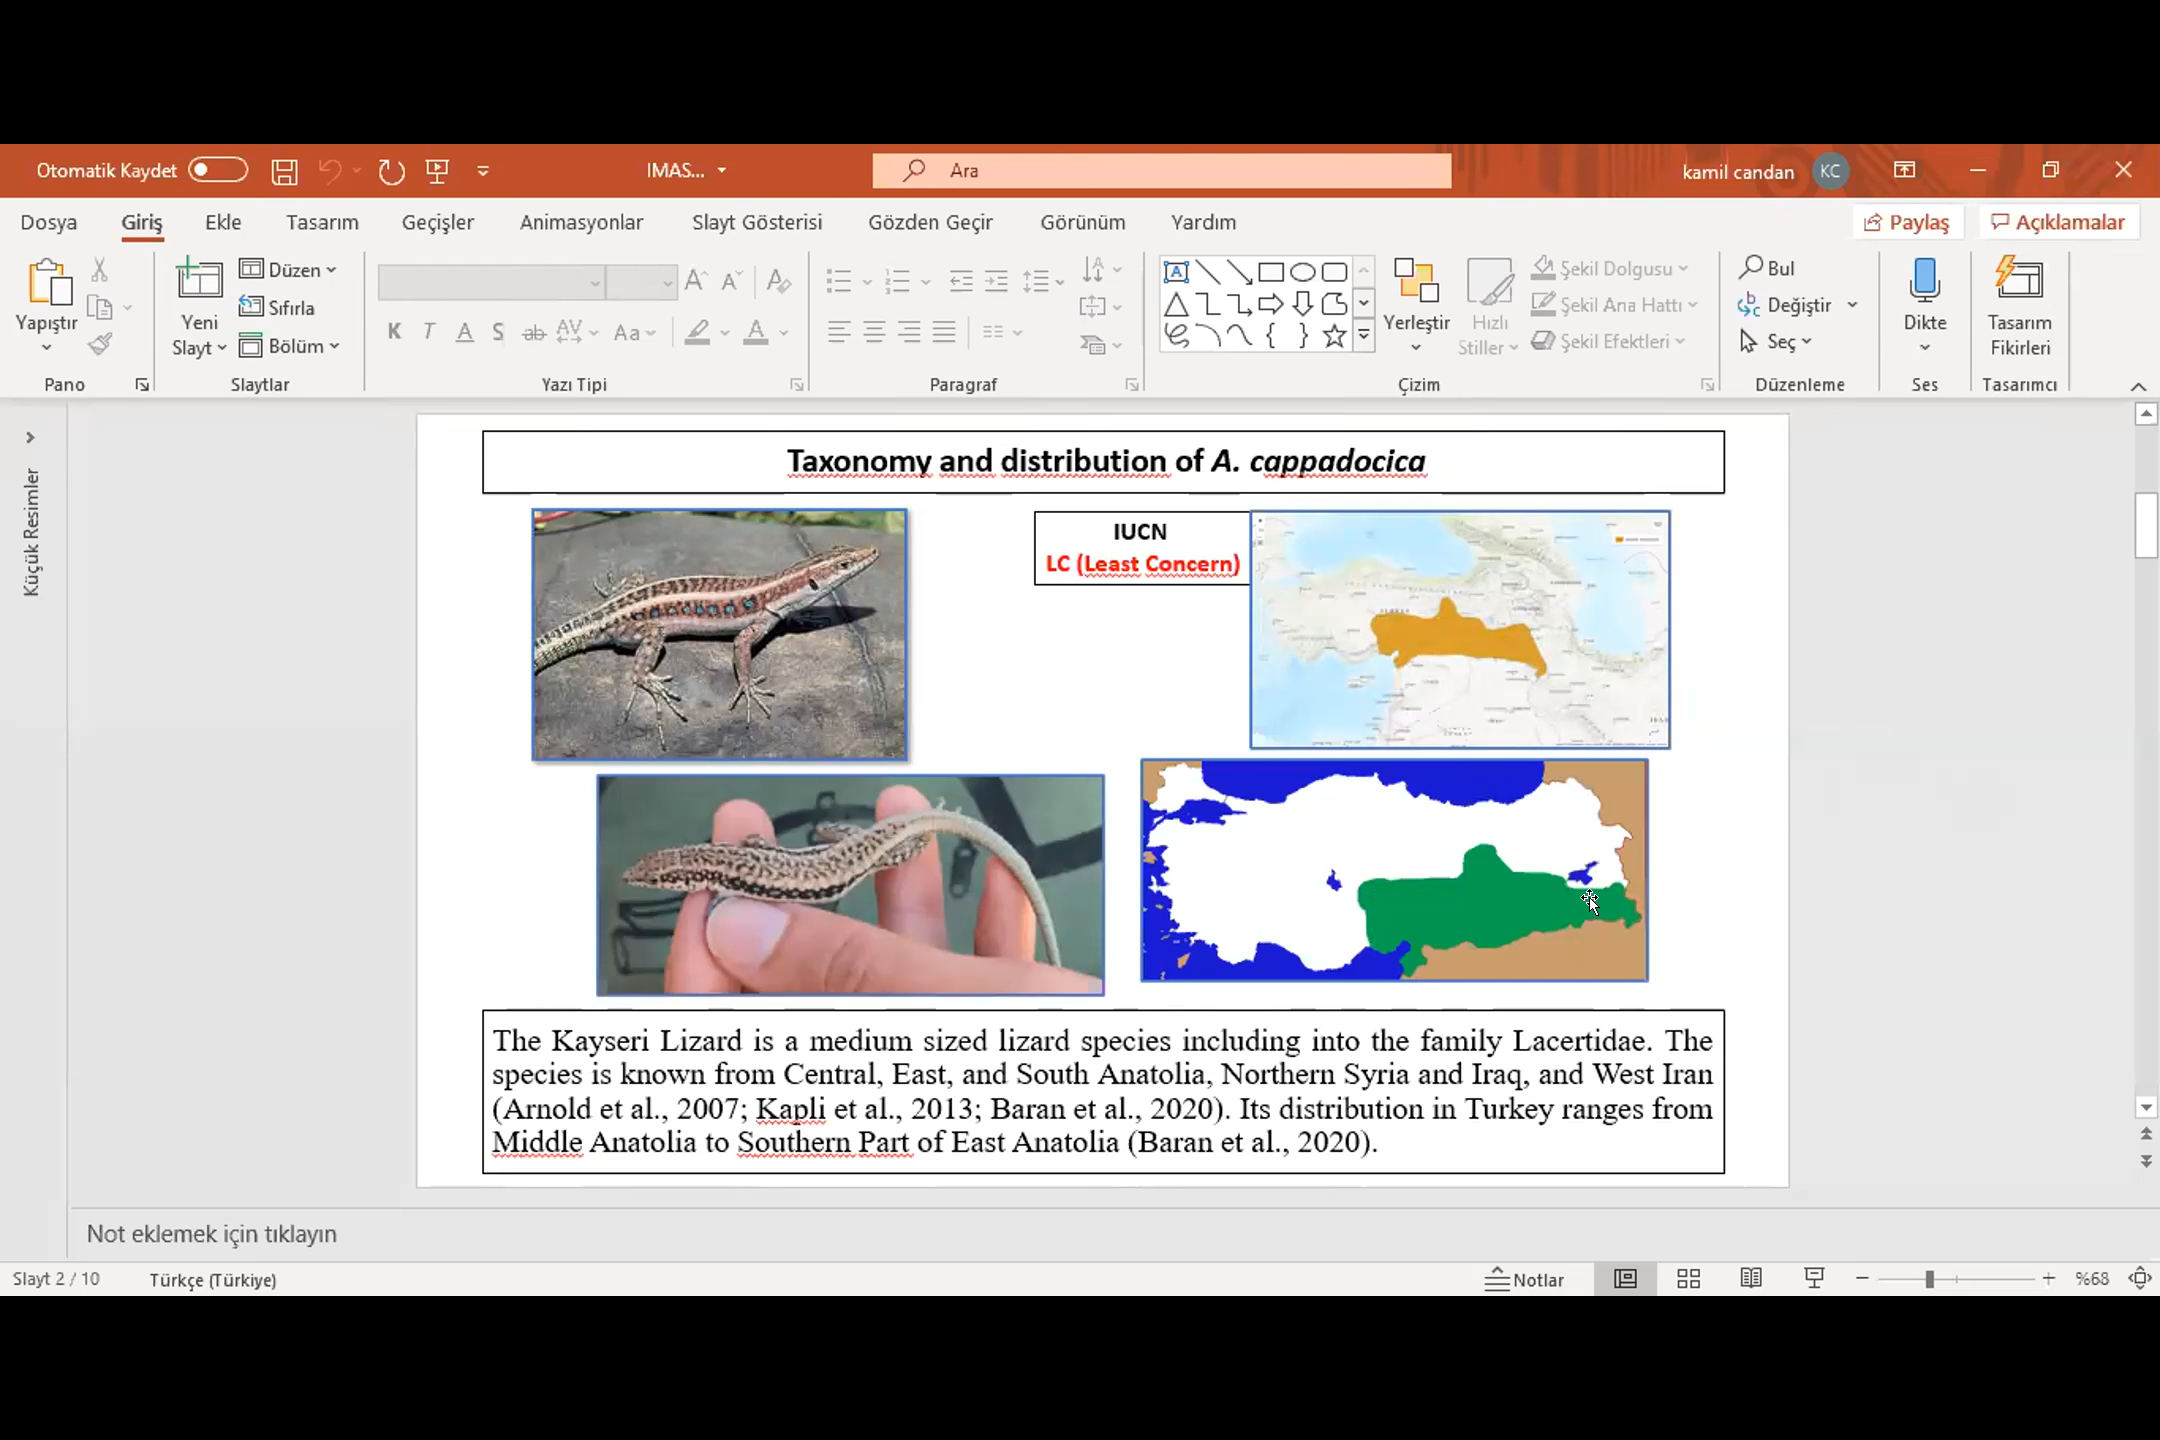 Otomatik Kaydet
IMAS...
Ara
kamil candan
KC
Dosya
Giriş
Ekle
Tasarım
Geçişler
Animasyonlar
Slayt Gösterisi
Gözden Geçir
Görünüm
Yardım
Paylaş
Açıklamalar
Yapıştır
Yeni
Slayt
Düzen
Sıfırla
Bölüm
K T A S ab AV Aa A
Yerleştir
Hızlı
Stiller
Şekil Dolgusu
Şekil Ana Hattı
Şekil Efektleri
Bul
Değiştir
Seç
Dikte
Tasarım
Fikirleri
Pano
Slaytlar
Yazı Tipi
Paragraf
Çizim
Düzenleme
Ses
Tasarımcı
Küçük Resimler
Taxonomy and distribution of A. cappadocica
IUCN
LC (Least Concern)
The Kayseri Lizard is a medium sized lizard species including into the family Lacertidae. The
species is known from Central, East, and South Anatolia, Northern Syria and Iraq, and West Iran
(Arnold et al., 2007; Kapli et al., 2013; Baran et al., 2020). Its distribution in Turkey ranges from
Middle Anatolia to Southern Part of East Anatolia (Baran et al., 2020).
Not eklemek için tıklayın
Slayt 2 / 10
Türkçe (Türkiye)
Notlar
%68